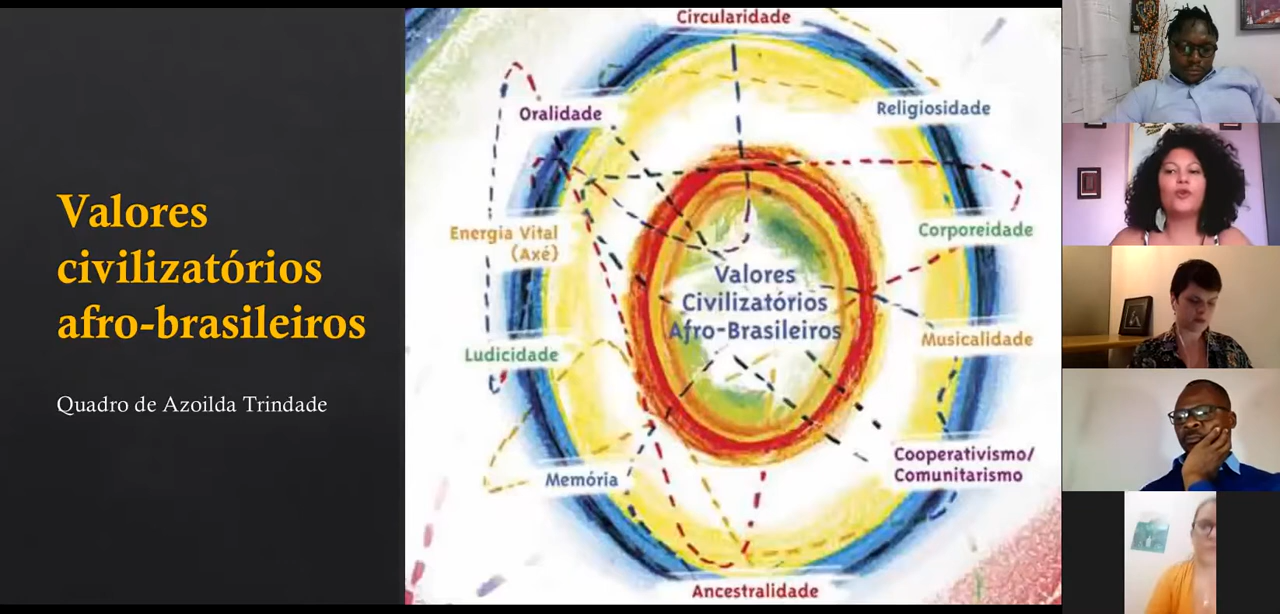 Valores
civilizatórios
afro-brasileiros
Quadro de Azoilda Trindade
Circularidade
Oralidade
Religiosidade
Energia Vital
(Axé)
Corporeidade
Valores
Civilizatórios
Afro-Brasileiros
Ludicidade
Musicalidade
Memória
Cooperativismo/
Comunitarismo
Ancestralidade